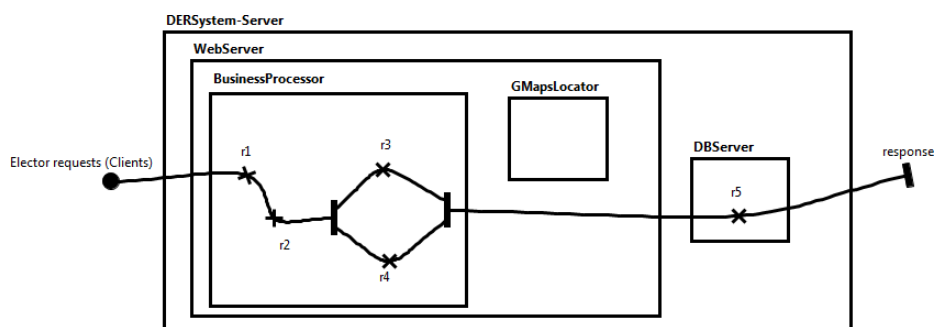 DERSystem-Server
WebServer
BusinessProcessor
GMapsLocator
r1
r3
DBServer
Elector requests (Clients)
response
r5
r2
r4